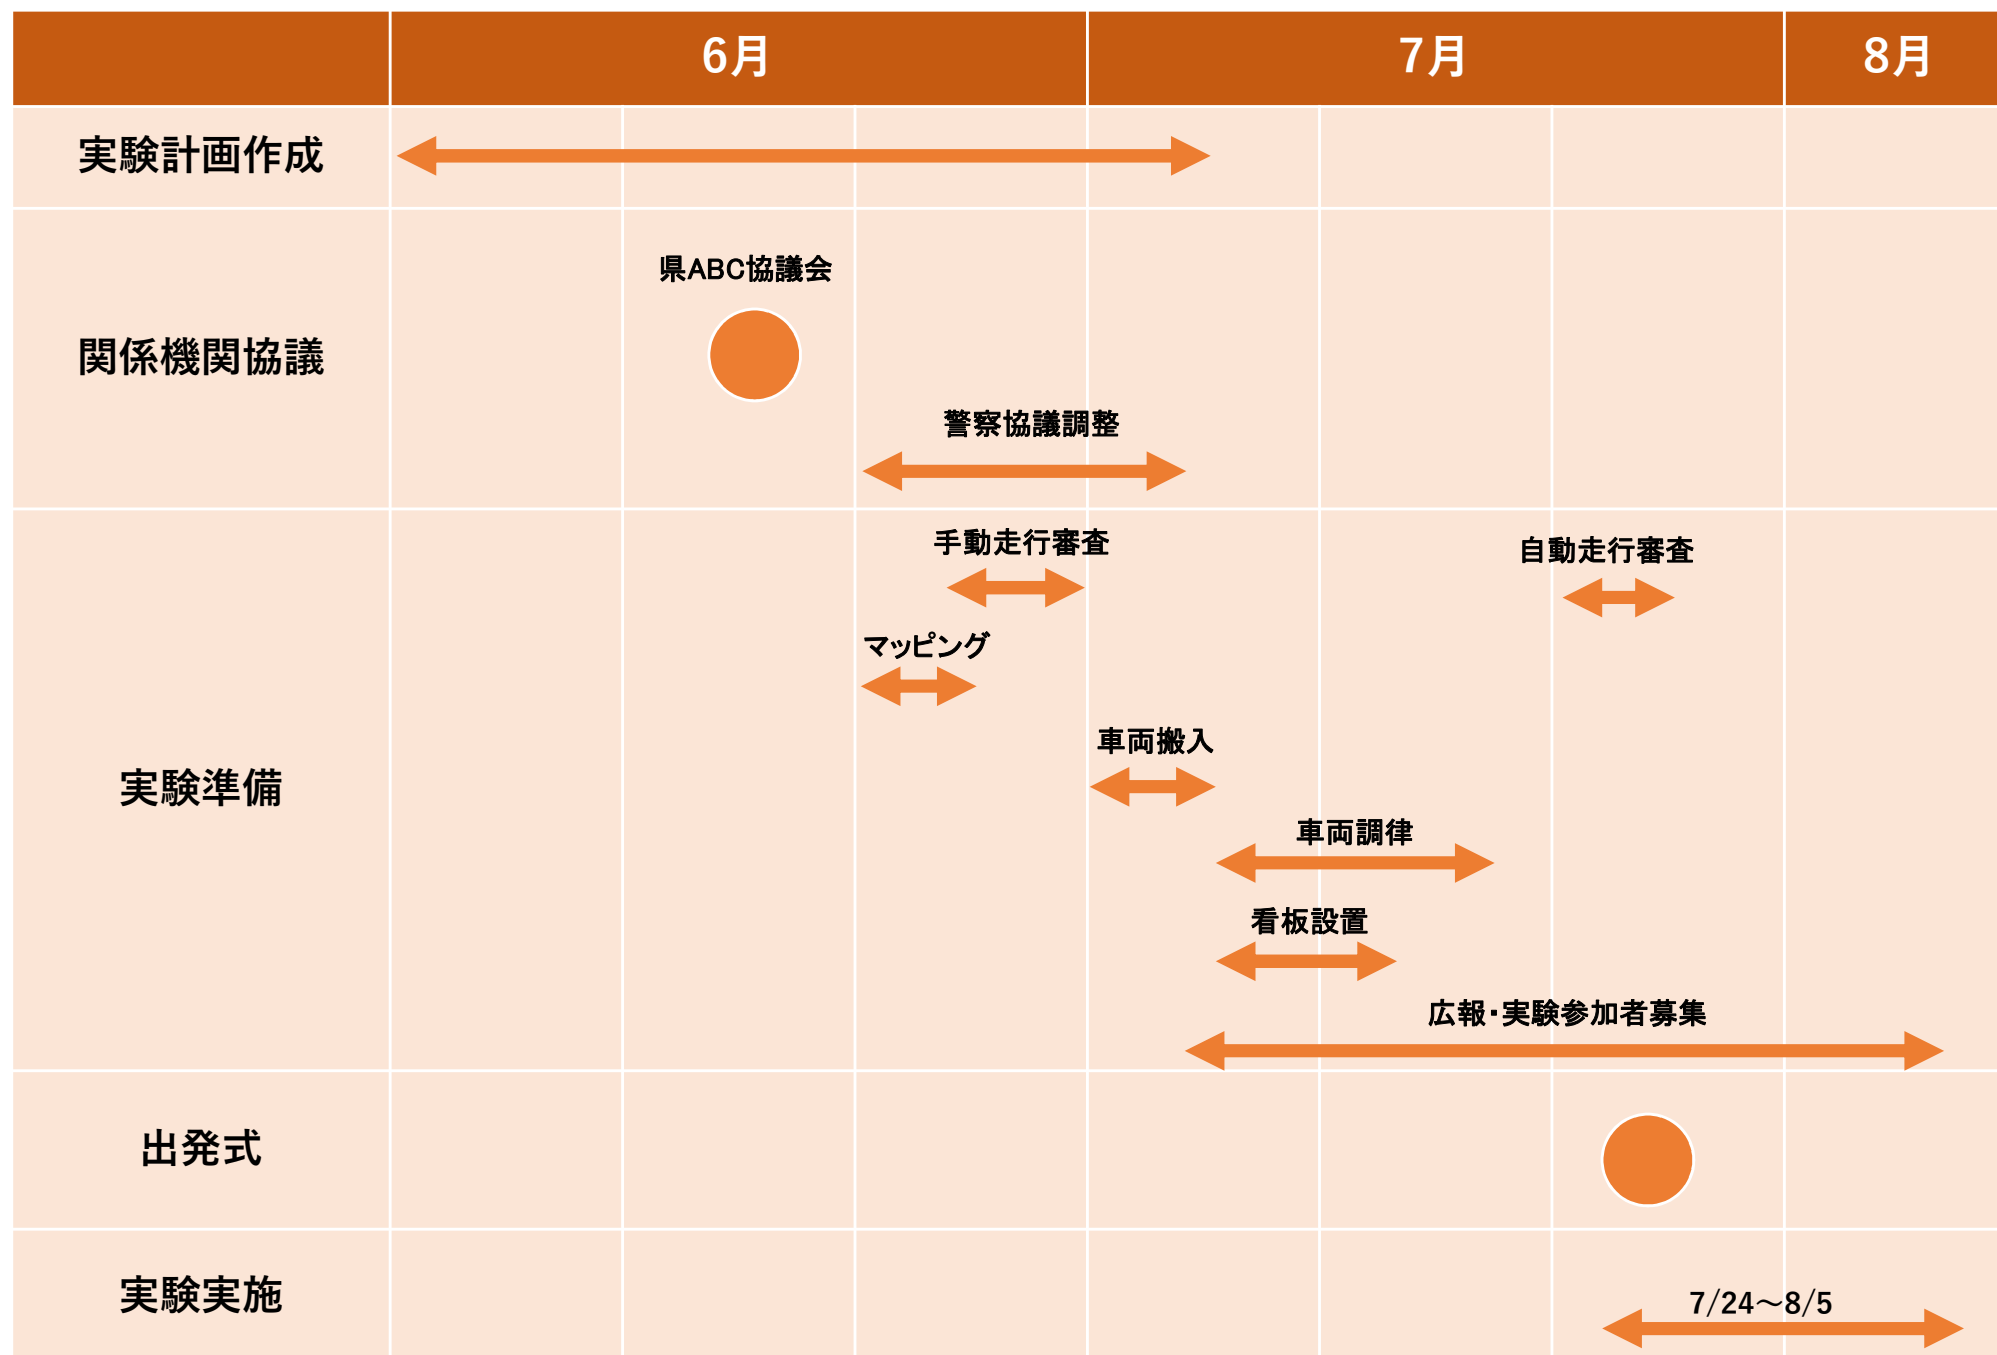 6月
7月
8月
実験計画作成
関係機関協議
県ABC協議会
警察協議調整
実験準備
手動走行審査
自動走行審査
マッピング
車両搬入
車両調律
看板設置
広報・実験参加者募集
出発式
実験実施
7/24～8/5